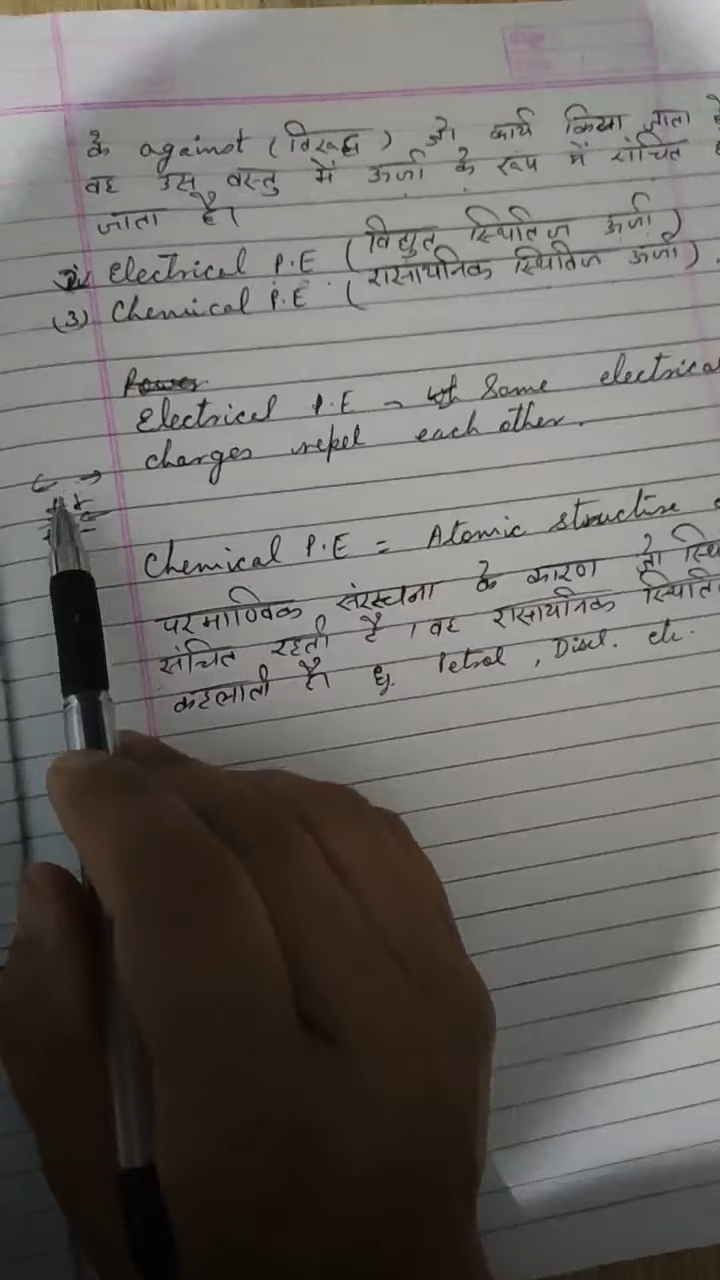 के against (विरुद्ध) जो कार्य किया जाता है
वह उस वस्तु में ऊर्जा के रूप में संचित
जाता है।
Electrical P.E (विद्युत स्थितिज ऊर्जा)
(3) Chemical P.E (रासायनिक स्थितिज ऊर्जा).
Power
Electrical P.E → Same electrical
charges repel each other.
Chemical P.E = Atomic structure
परमाण्विक संरचना के कारण जो
संचित रहती है। वह रासायनिक
कहलाती है। Petrol, Disel. etc.